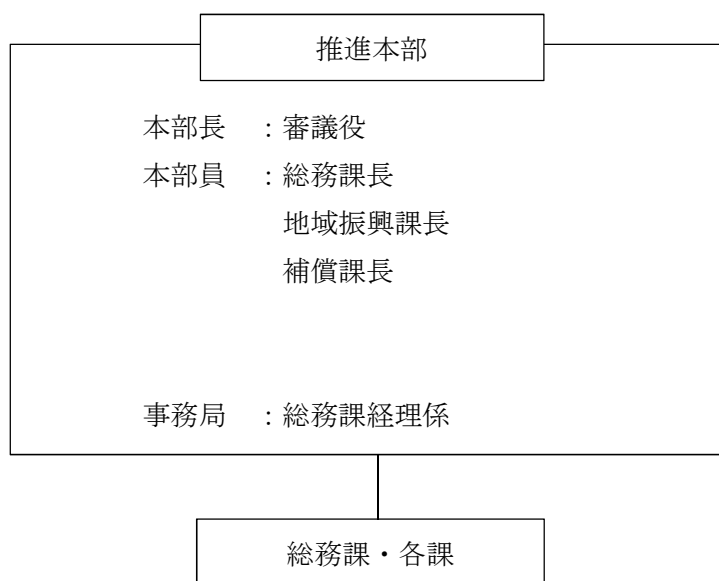 推進本部
本部長　：審議役
本部員　：総務課長
地域振興課長
補償課長
事務局　：総務課経理係
総務課・各課